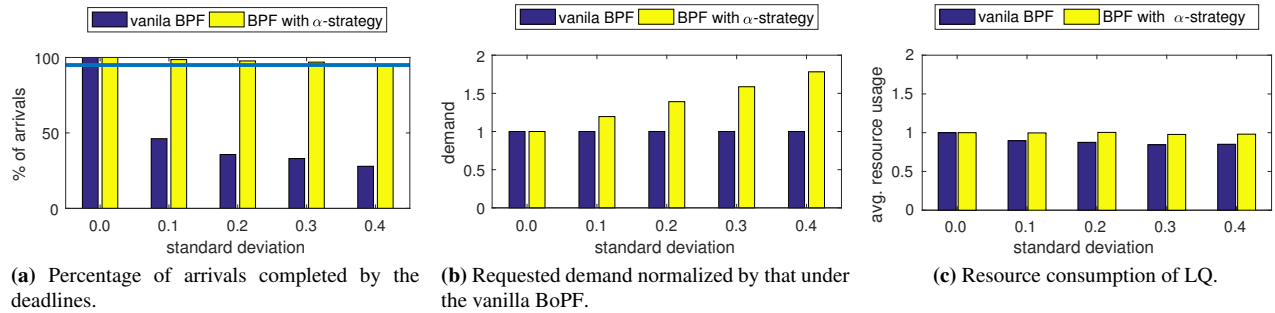 vanila BPF BPF with α-strategy
% of arrivals
100
50
0
0.0 0.1 0.2 0.3 0.4
standard deviation
(a) Percentage of arrivals completed by the
deadlines.
vanila BPF BPF with α-strategy
demand
2
1.5
1
0.5
0
0.0 0.1 0.2 0.3 0.4
standard deviation
(b) Requested demand normalized by that under
the vanilla BoPF.
vanila BPF BPF with α-strategy
avg. resource usage
2
1.5
1
0.5
0
0.0 0.1 0.2 0.3 0.4
standard deviation
(c) Resource consumption of LQ.